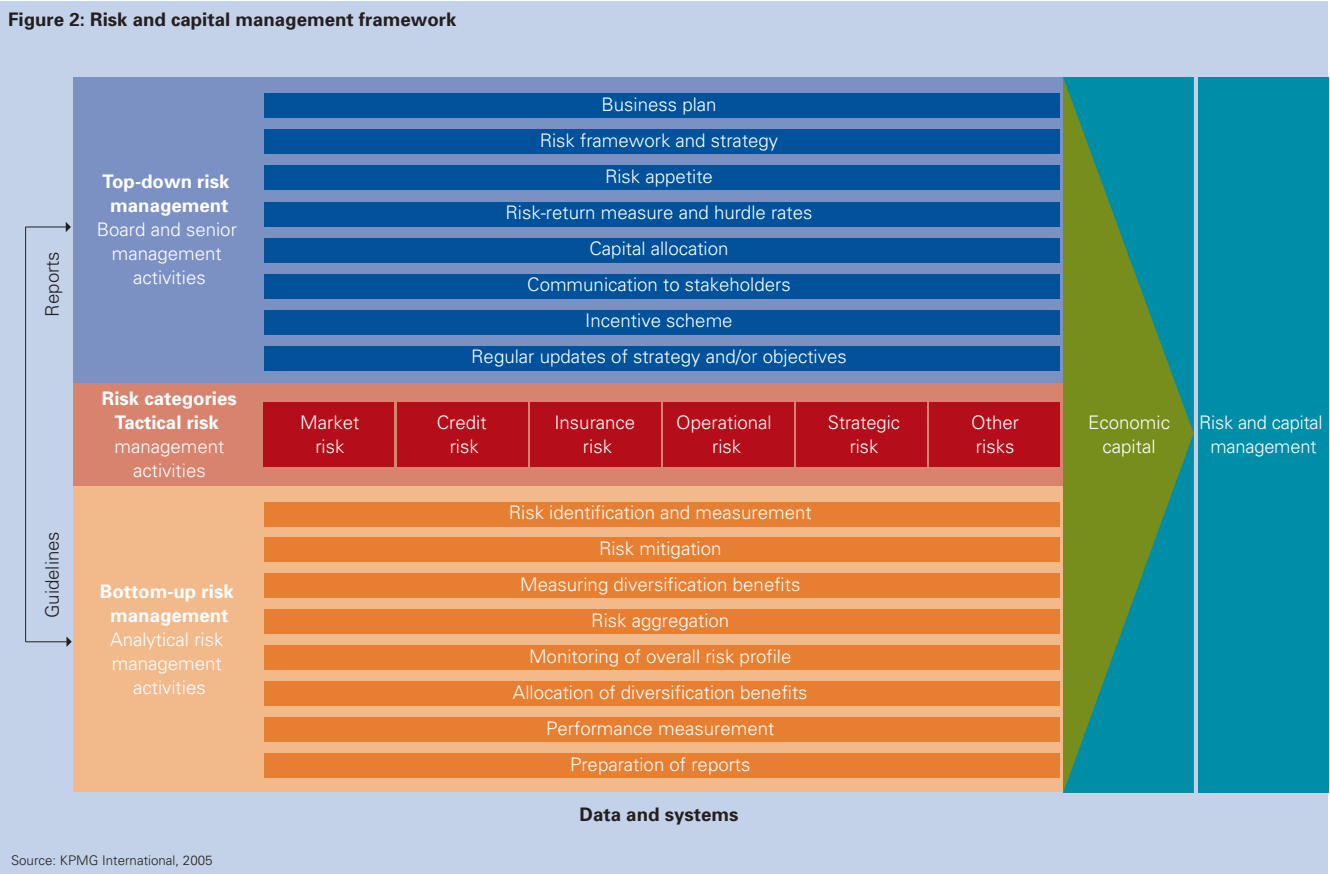 Figure 2: Risk and capital management framework
Reports
Guidelines
Top-down risk
management
Board and senior
management
activities
Business plan
Risk framework and strategy
Risk appetite
Risk-return measure and hurdle rates
Capital allocation
Communication to stakeholders
Incentive scheme
Regular updates of strategy and/or objectives
Risk categories
Tactical risk
management
activities
Market
risk
Credit
risk
Insurance
risk
Operational
risk
Strategic
risk
Other
risks
Bottom-up risk
management
Analytical risk
management
activities
Risk identification and measurement
Risk mitigation
Measuring diversification benefits
Risk aggregation
Monitoring of overall risk profile
Allocation of diversification benefits
Performance measurement
Preparation of reports
Economic
capital
Risk and capital
management
Data and systems
Source: KPMG International, 2005